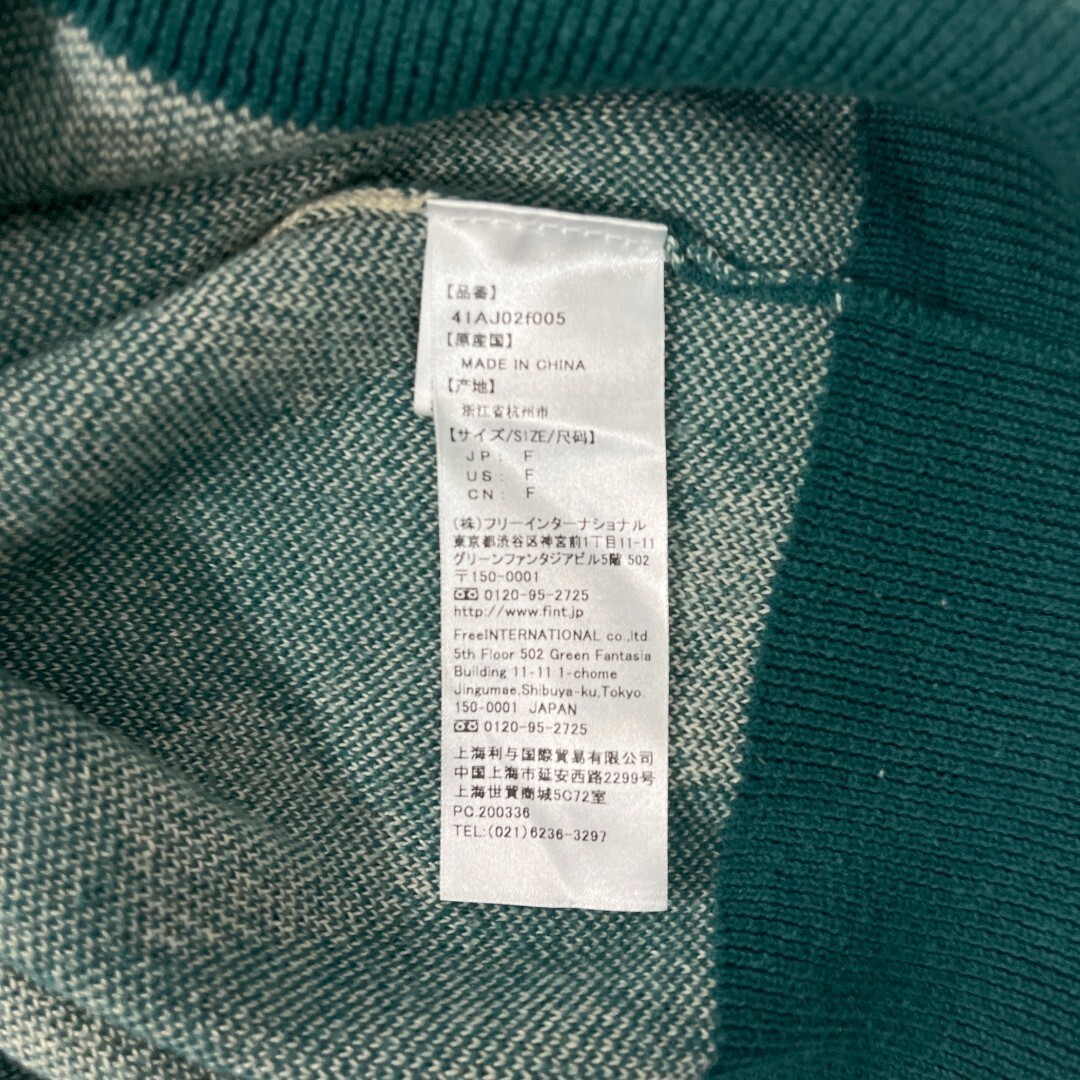 【品番】
41AJ02f005
【原産国】
MADE IN CHINA
【产地】
浙江省杭州市
【サイズ/SIZE/尺码】
JP: F
US: F
CN: F
(株)フリーインターナショナル
東京都渋谷区神宮前1丁目11-11
グリーンファンタジアビル5階 502
〒150-0001
0120-95-2725
http://www.fint.jp
FreeINTERNATIONAL co.,ltd
5th Floor 502 Green Fantasia
Building 11-11 1-chome
Jingumae,Shibuya-ku,Tokyo
150-0001 JAPAN
0120-95-2725
上海利与国際貿易有限公司
中国上海市延安西路2299号
上海世貿商城5C72室
PC.200336
TEL:(021)6236-3297